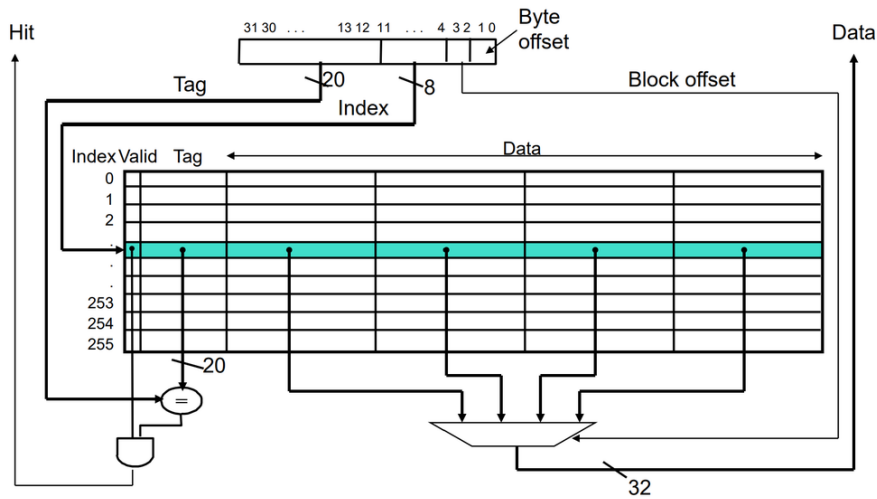 Hit
31 30 . . . 13 12 11 . . . 4 3 2 1 0
Byte
offset
Data
20
8
Tag
Index
Block offset
Index Valid Tag
Data
0
1
2
.
.
.
253
254
255
20
=
32